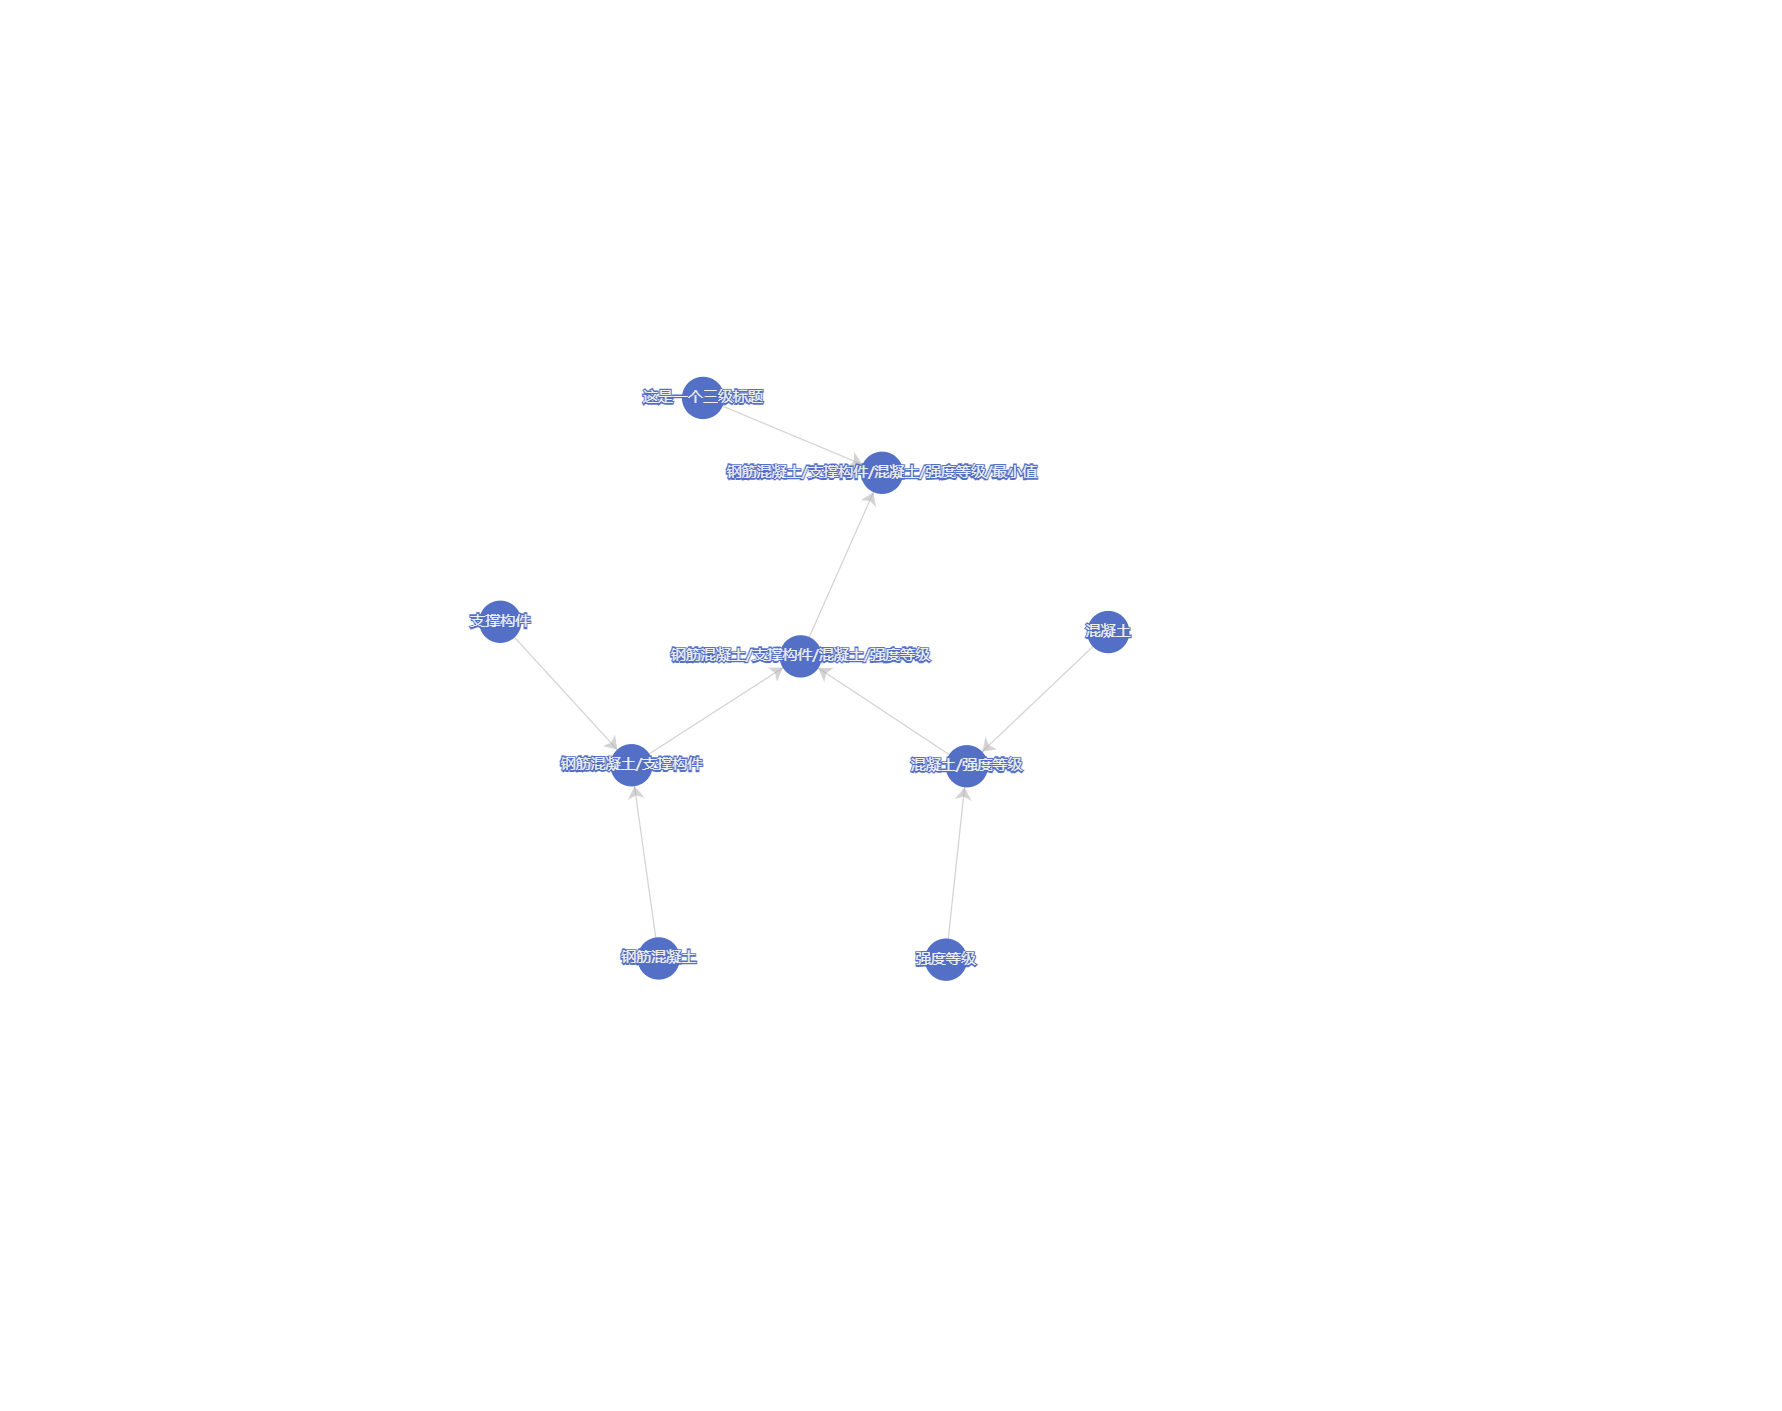 这是一个三级标题
钢筋混凝土/支撑构件/混凝土/强度等级/最小值
支撑构件
混凝土
钢筋混凝土/支撑构件/混凝土/强度等级
钢筋混凝土/支撑构件
混凝土/强度等级
钢筋混凝土
强度等级